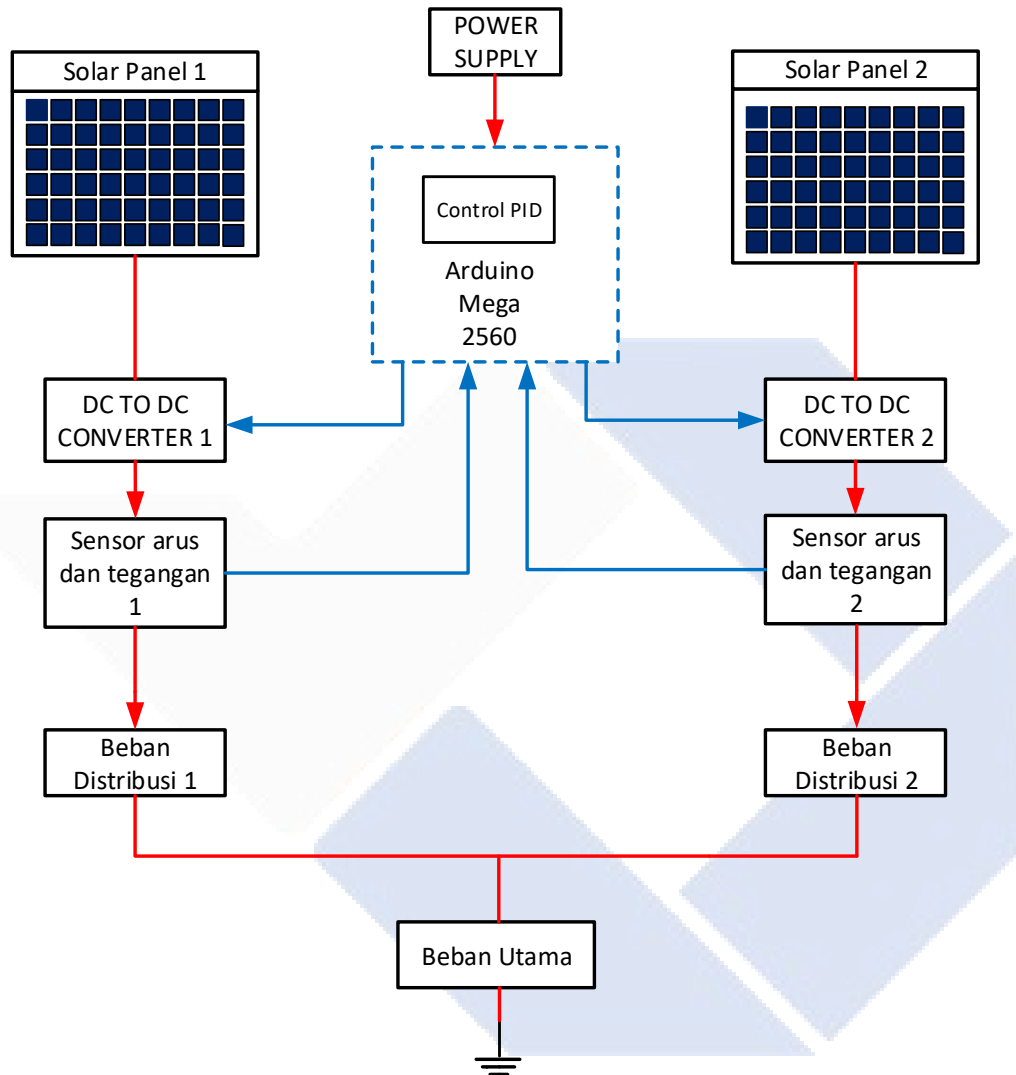 POWER
SUPPLY
Solar Panel 1
Solar Panel 2
Control PID
Arduino
Mega
2560
DC TO DC
CONVERTER 1
DC TO DC
CONVERTER 2
Sensor arus
dan tegangan
1
Sensor arus
dan tegangan
2
Beban
Distribusi 1
Beban
Distribusi 2
Beban Utama